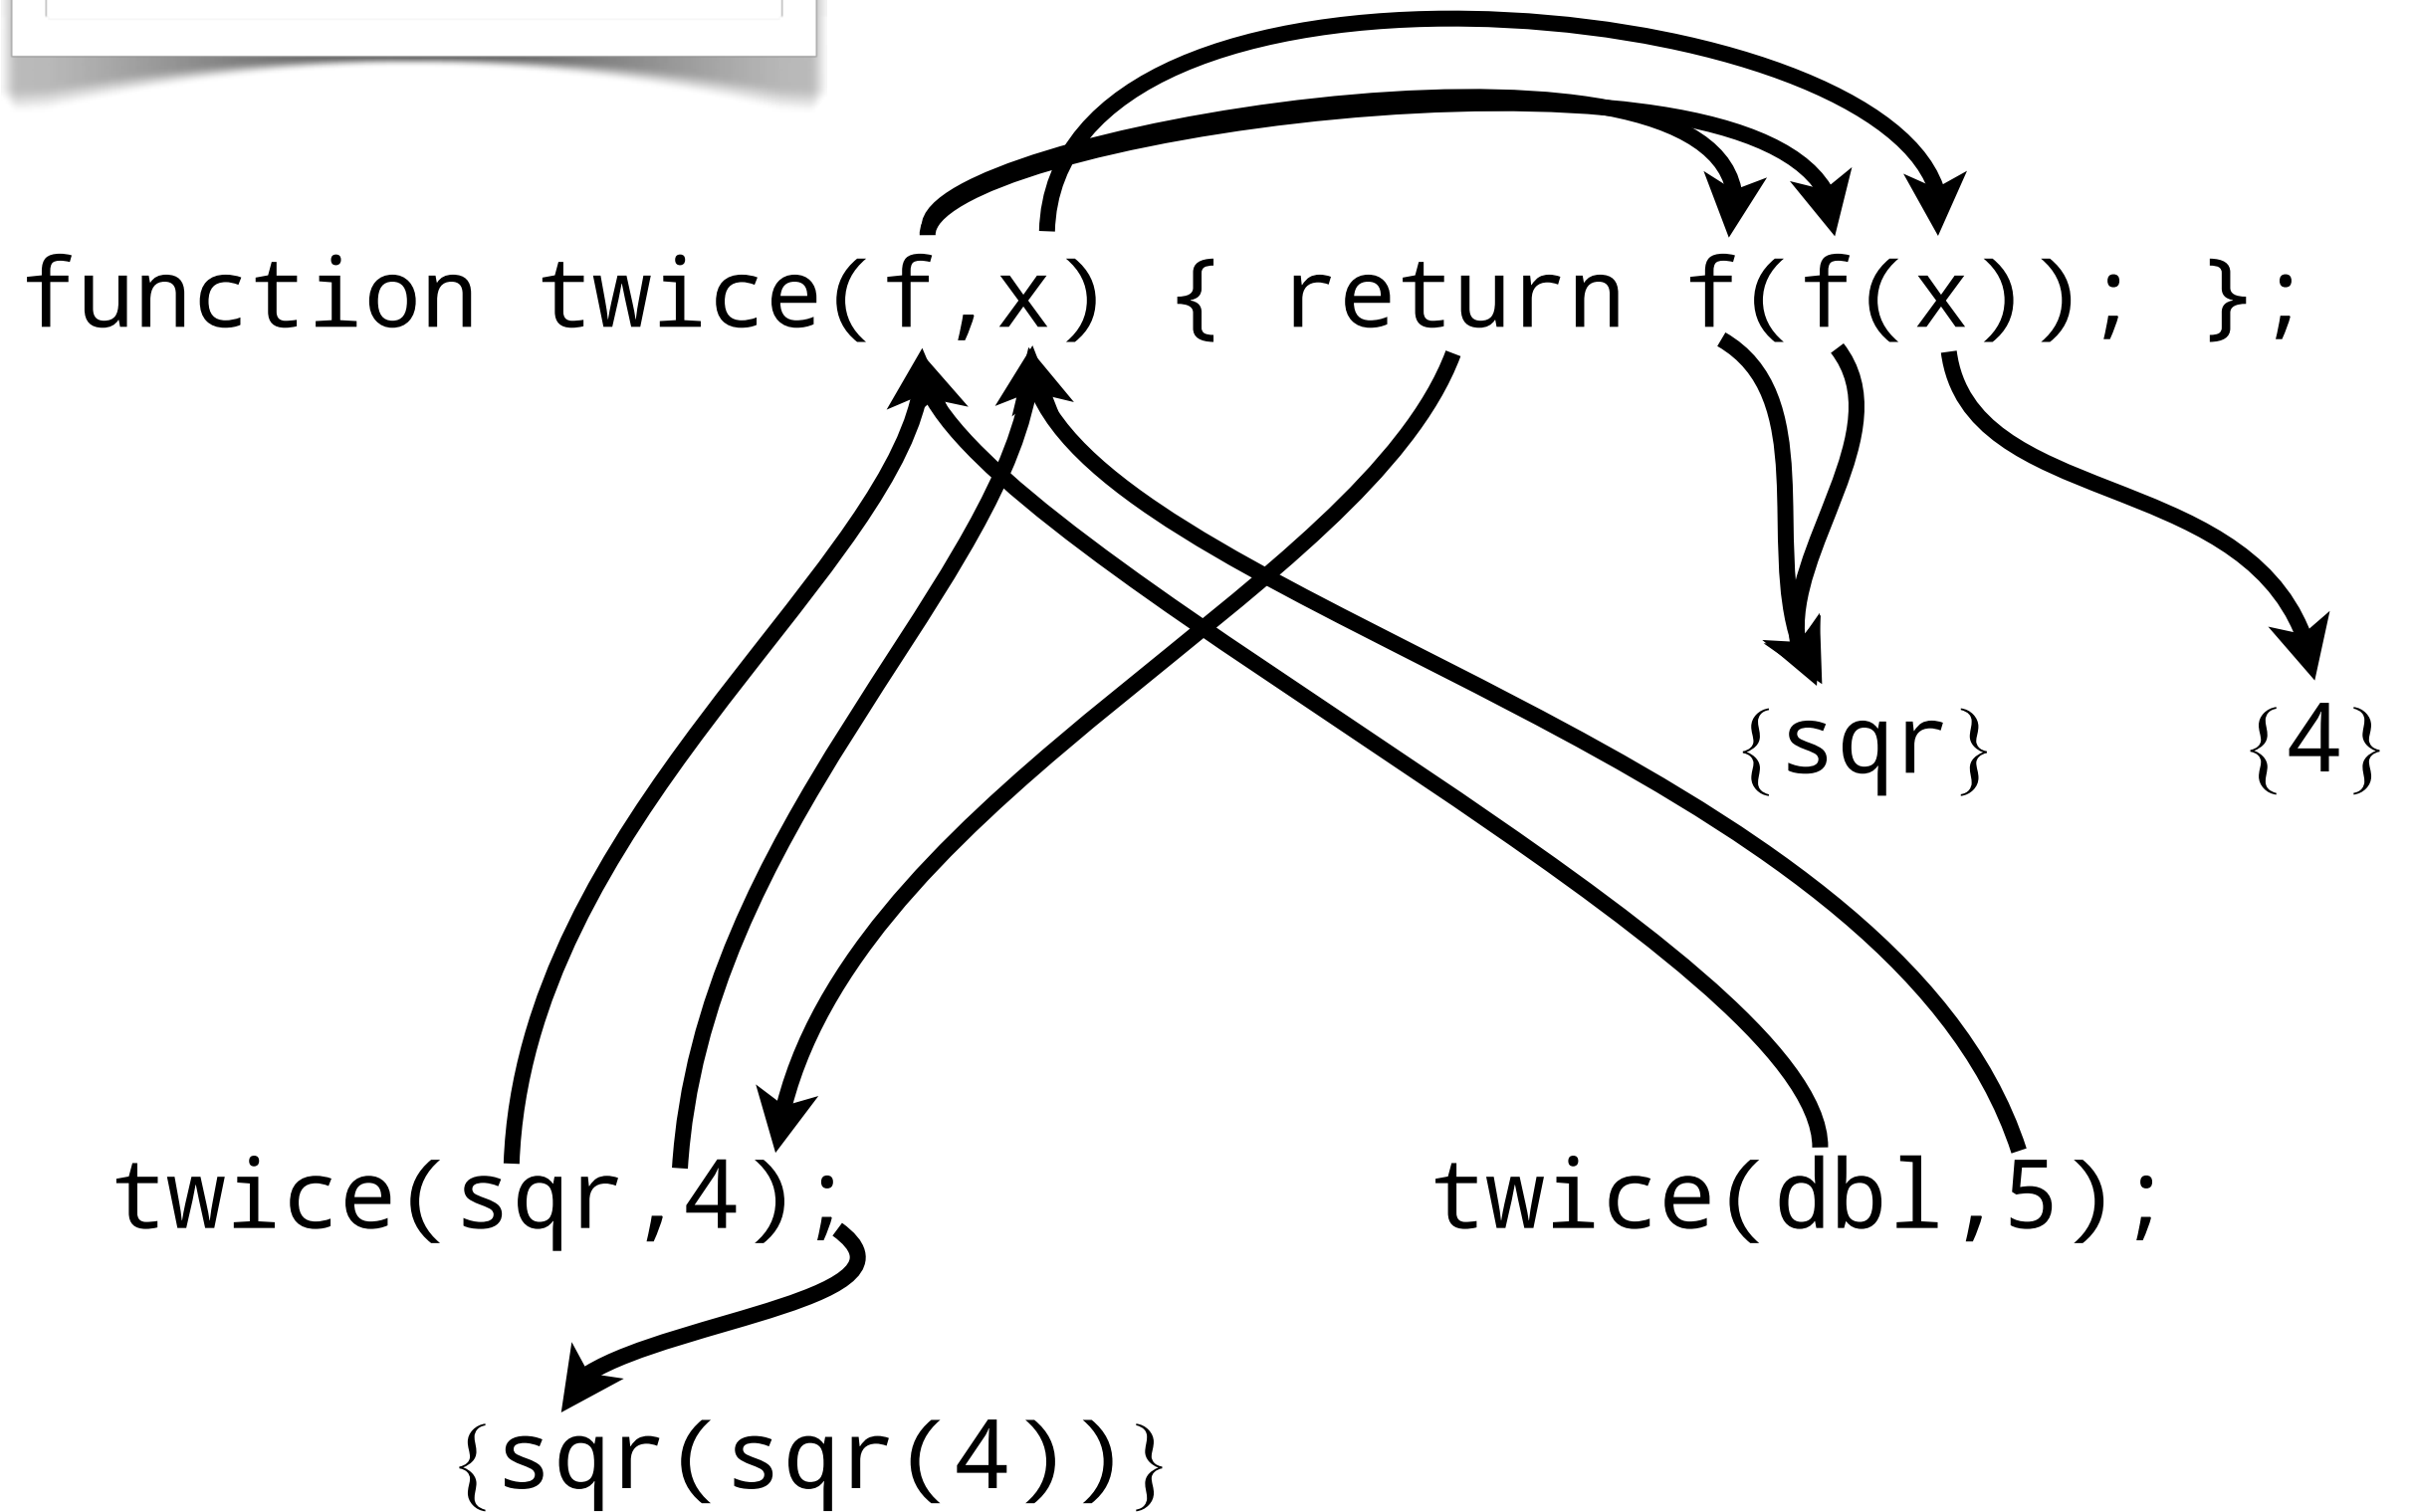 function twice(f,x) { return f(f(x)); };
{sqr} {4}
twice(sqr,4); twice(dbl,5);
{sqr(sqr(4))}